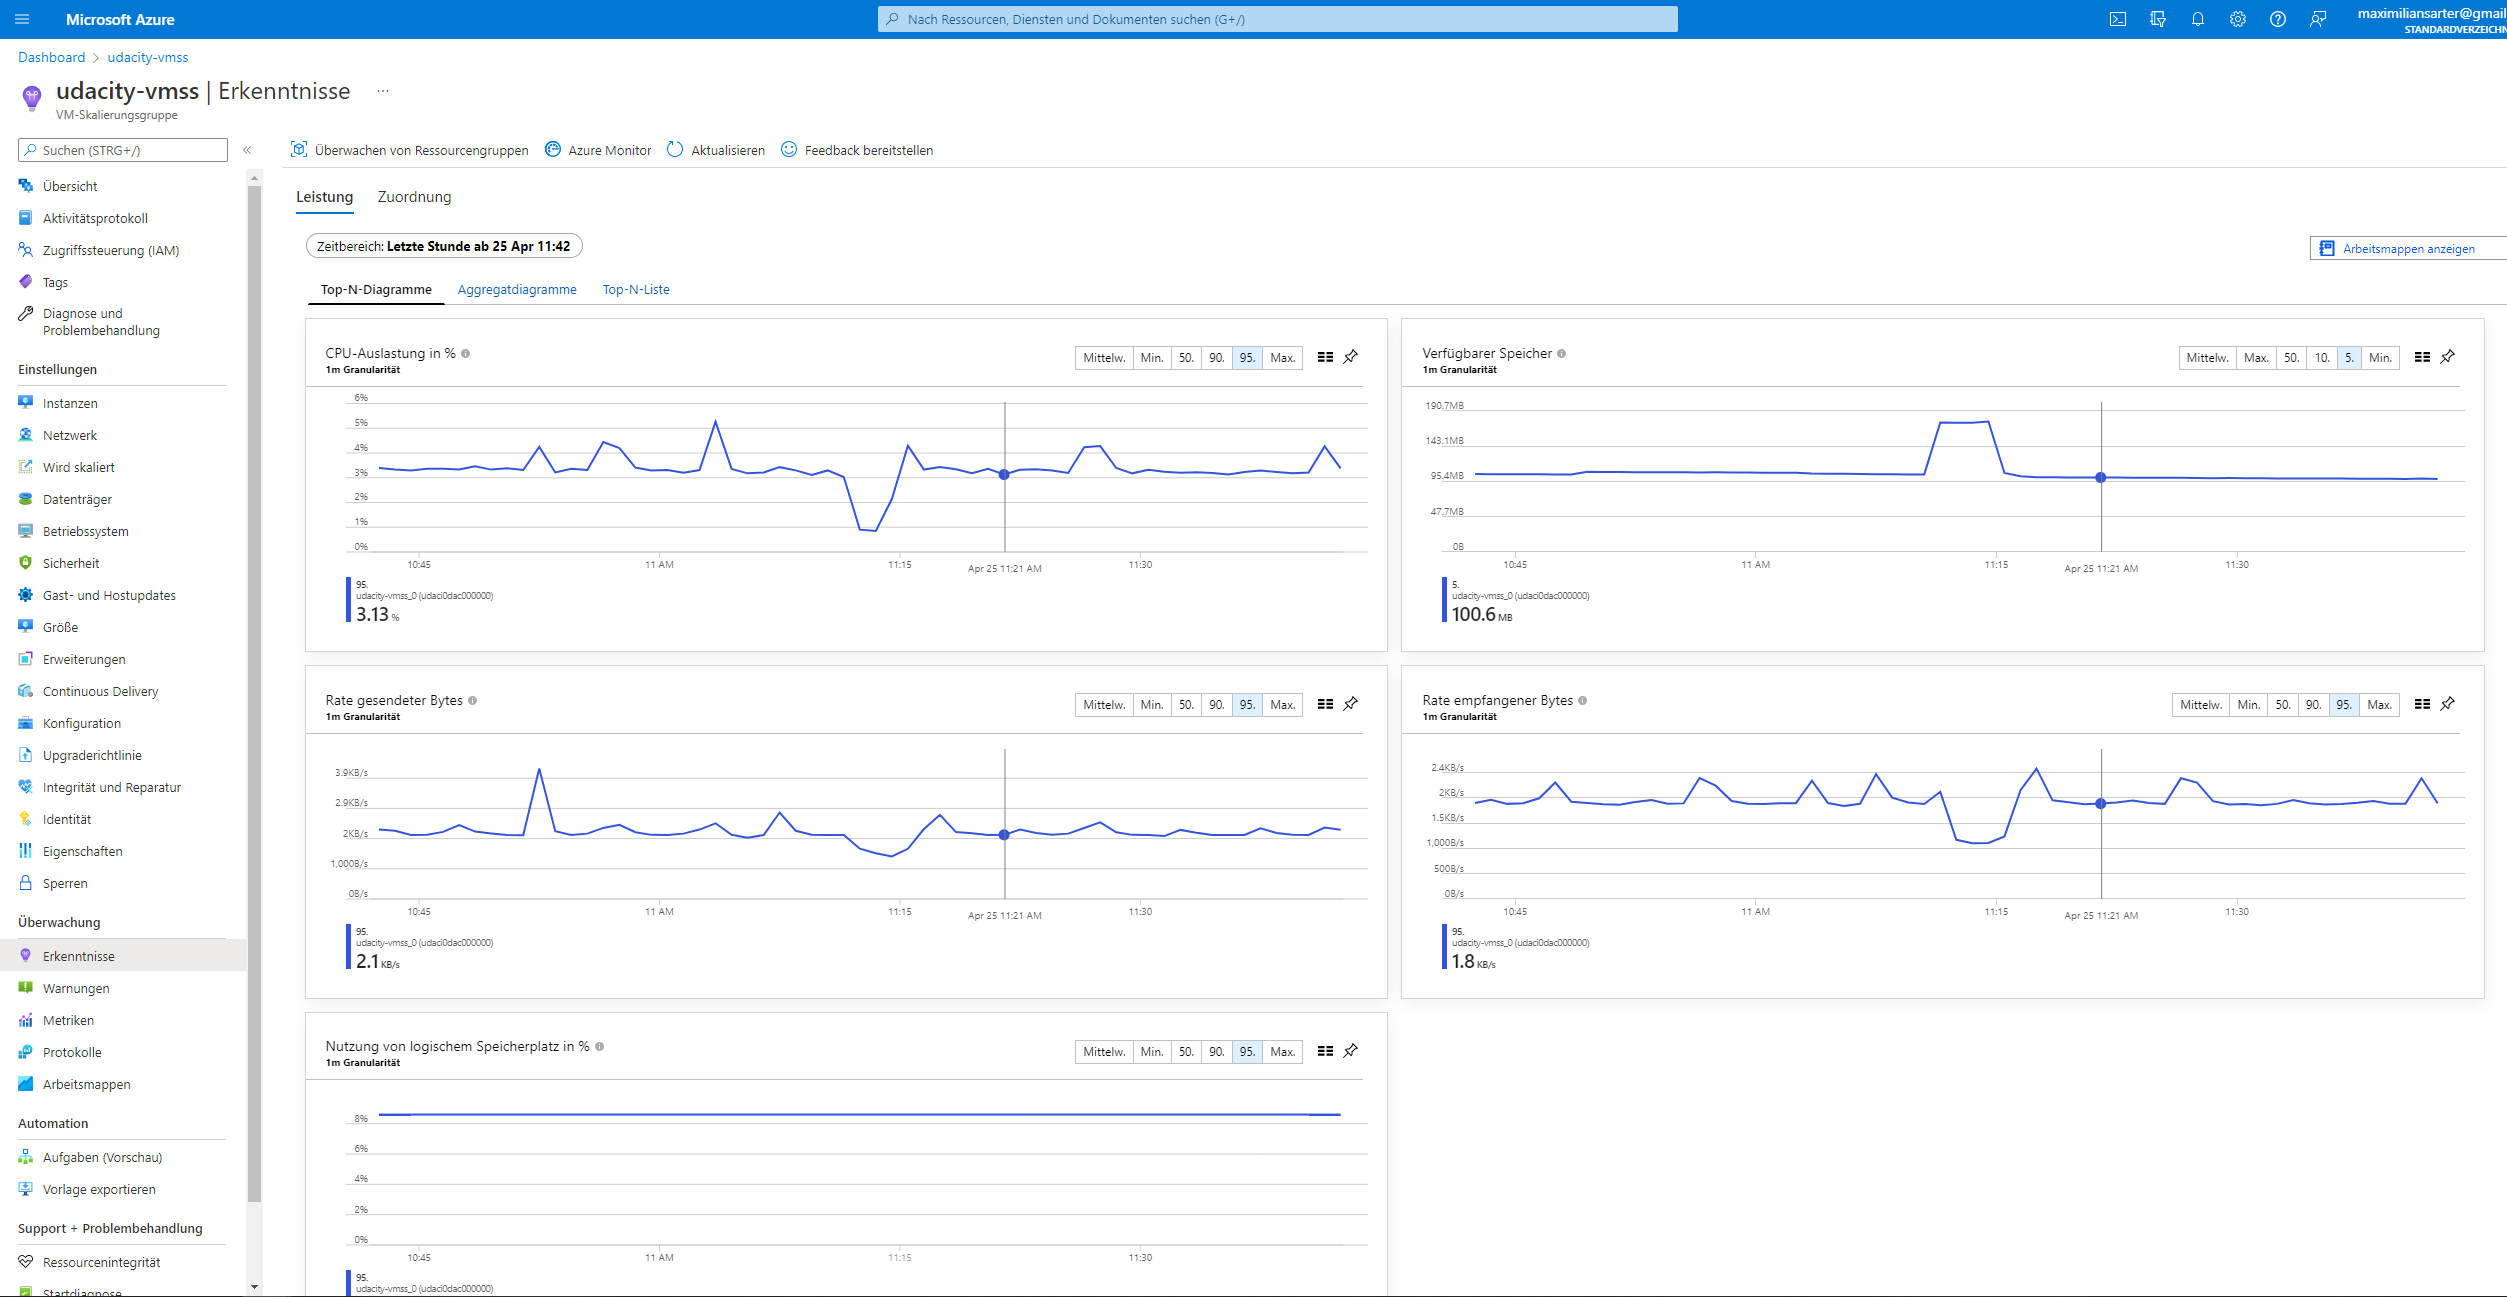 Microsoft Azure
Nach Ressourcen, Diensten und Dokumenten suchen (G+/)
maximiliansarter@gmail
STANDARDVERZEICHN
Dashboard > udacity-vmss
udacity-vmss | Erkenntnisse ...
VM-Skalierungsgruppe
Suchen (STRG+/)
«
Übersicht
Aktivitätsprotokoll
Zugriffssteuerung (IAM)
Tags
Diagnose und
Problembehandlung
Einstellungen
Instanzen
Netzwerk
Wird skaliert
Datenträger
Betriebssystem
Sicherheit
Gast- und Hostupdates
Größe
Erweiterungen
Continuous Delivery
Konfiguration
Upgraderichtlinie
Integrität und Reparatur
Identität
Eigenschaften
Sperren
Überwachung
Erkenntnisse
Warnungen
Metriken
Protokolle
Arbeitsmappen
Automation
Aufgaben (Vorschau)
Vorlage exportieren
Support + Problembehandlung
Ressourcenintegrität
Startdiagnose
Überwachen von Ressourcengruppen
Azure Monitor
Aktualisieren
Feedback bereitstellen
Leistung
Zuordnung
Zeitbereich: Letzte Stunde ab 25 Apr 11:42
Arbeitsmappen anzeigen
Top-N-Diagramme
Aggregatdiagramme
Top-N-Liste
CPU-Auslastung in %
1m Granularität
Mittelw. Min. 50. 90. 95. Max.
6%
5%
4%
3%
2%
1%
0%
10:45 11 AM 11:15 Apr 25 11:21 AM 11:30
95.
udacity-vmss_0 (udaci0dac000000)
3.13 %
Verfügbarer Speicher
1m Granularität
Mittelw. Max. 50. 10. 5. Min.
190.7MB
143.1MB
95.4MB
47.7MB
0B
10:45 11 AM 11:15 Apr 25 11:21 AM 11:30
5.
udacity-vmss_0 (udaci0dac000000)
100.6 MB
Rate gesendeter Bytes
1m Granularität
Mittelw. Min. 50. 90. 95. Max.
3.9KB/s
2.9KB/s
2KB/s
1,000B/s
0B/s
10:45 11 AM 11:15 Apr 25 11:21 AM 11:30
95.
udacity-vmss_0 (udaci0dac000000)
2.1 KB/s
Rate empfangener Bytes
1m Granularität
Mittelw. Min. 50. 90. 95. Max.
2.4KB/s
2KB/s
1.5KB/s
1,000B/s
500B/s
0B/s
10:45 11 AM 11:15 Apr 25 11:21 AM 11:30
95.
udacity-vmss_0 (udaci0dac000000)
1.8 KB/s
Nutzung von logischem Speicherplatz in %
1m Granularität
Mittelw. Min. 50. 90. 95. Max.
8%
6%
4%
2%
0%
10:45 11 AM 11:15 11:30
95.
udacity-vmss_0 (udaci0dac000000)